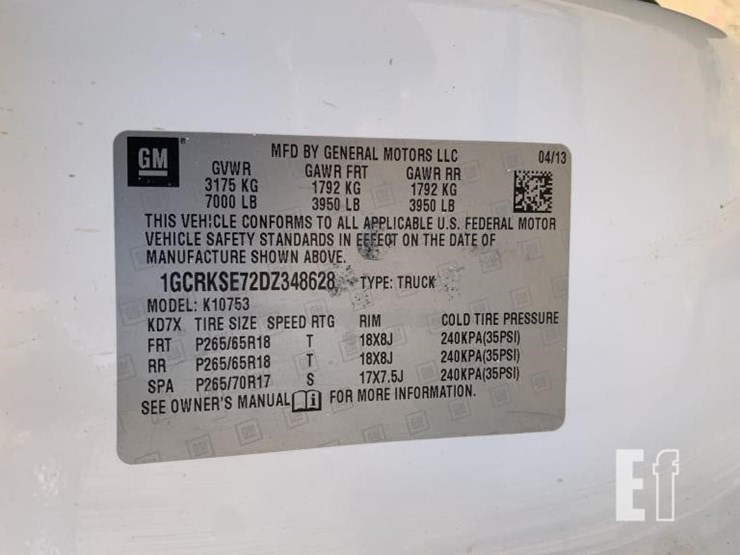 GM
MFD BY GENERAL MOTORS LLC 04/13
GVWR GAWR FRT GAWR RR
3175 KG 1792 KG 1792 KG
7000 LB 3950 LB 3950 LB
THIS VEHICLE CONFORMS TO ALL APPLICABLE U.S. FEDERAL MOTOR
VEHICLE SAFETY STANDARDS IN EFFECT ON THE DATE OF
MANUFACTURE SHOWN ABOVE.
1GCRKSE72DZ348628 TYPE: TRUCK
MODEL: K10753
KD7X TIRE SIZE SPEED RTG RIM COLD TIRE PRESSURE
FRT P265/65R18 T 18X8J 240KPA(35PSI)
RR P265/65R18 T 18X8J 240KPA(35PSI)
SPA P265/70R17 S 17X7.5J 240KPA(35PSI)
SEE OWNER'S MANUAL i FOR MORE INFORMATION.
Ef